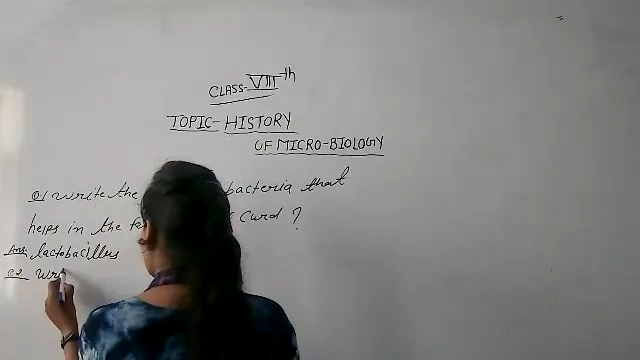 CLASS-VIIIth
TOPIC- HISTORY
OF MICRO-BIOLOGY
Q1 Write the bacteria that
helps in the curd ?
Ans- lactobacillus
Q2 Wri